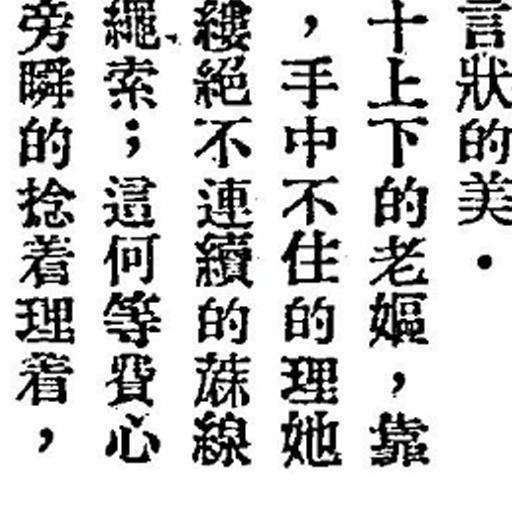 言狀的美．
十上下的老嫗，靠
，手中不住的理她
縷絕不連續的蔴線
繩索；這何等費心
旁瞬的捻着理着，